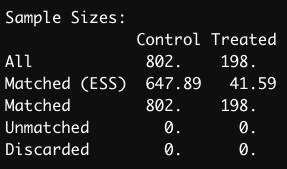 Sample Sizes:
              Control Treated
All            802.    198.
Matched (ESS)  647.89   41.59
Matched        802.    198.
Unmatched        0.      0.
Discarded        0.      0.